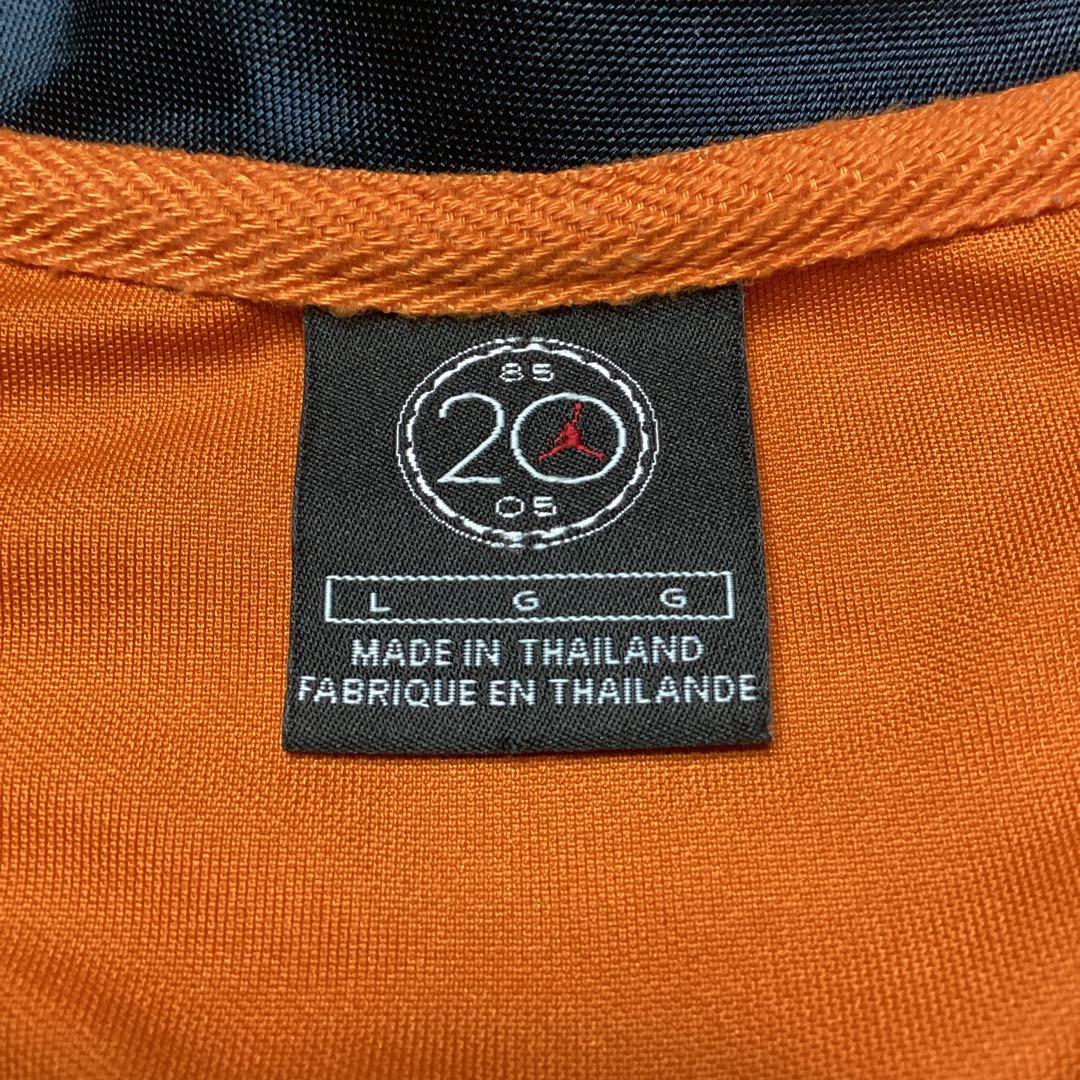 85
20
05
L G G
MADE IN THAILAND
FABRIQUE EN THAILANDE